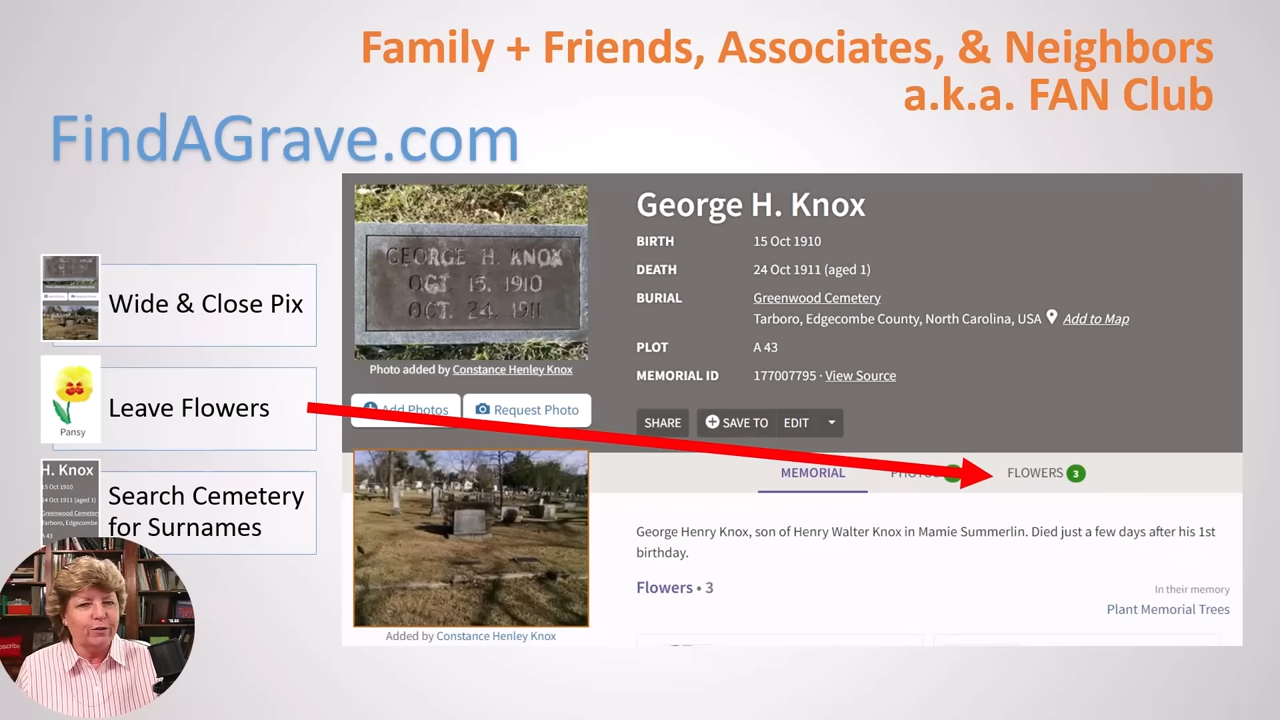 Family + Friends, Associates, & Neighbors
a.k.a. FAN Club
FindAGrave.com
Wide & Close Pix
Leave Flowers
Pansy
Search Cemetery
for Surnames
H. Knox
15 Oct 1910
24 Oct 1911 (aged 1)
Greenwood Cemetery
Tarboro, Edgecombe
A 43
GEORGE H. KNOX
OCT. 15, 1910
OCT. 24, 1911
Photo added by Constance Henley Knox
Add Photos
Request Photo
Added by Constance Henley Knox
George H. Knox
BIRTH 15 Oct 1910
DEATH 24 Oct 1911 (aged 1)
BURIAL Greenwood Cemetery
Tarboro, Edgecombe County, North Carolina, USA Add to Map
PLOT A 43
MEMORIAL ID 177007795 · View Source
SHARE SAVE TO EDIT
MEMORIAL PHOTOS FLOWERS 3
George Henry Knox, son of Henry Walter Knox in Mamie Summerlin. Died just a few days after his 1st
birthday.
Flowers • 3
In their memory
Plant Memorial Trees